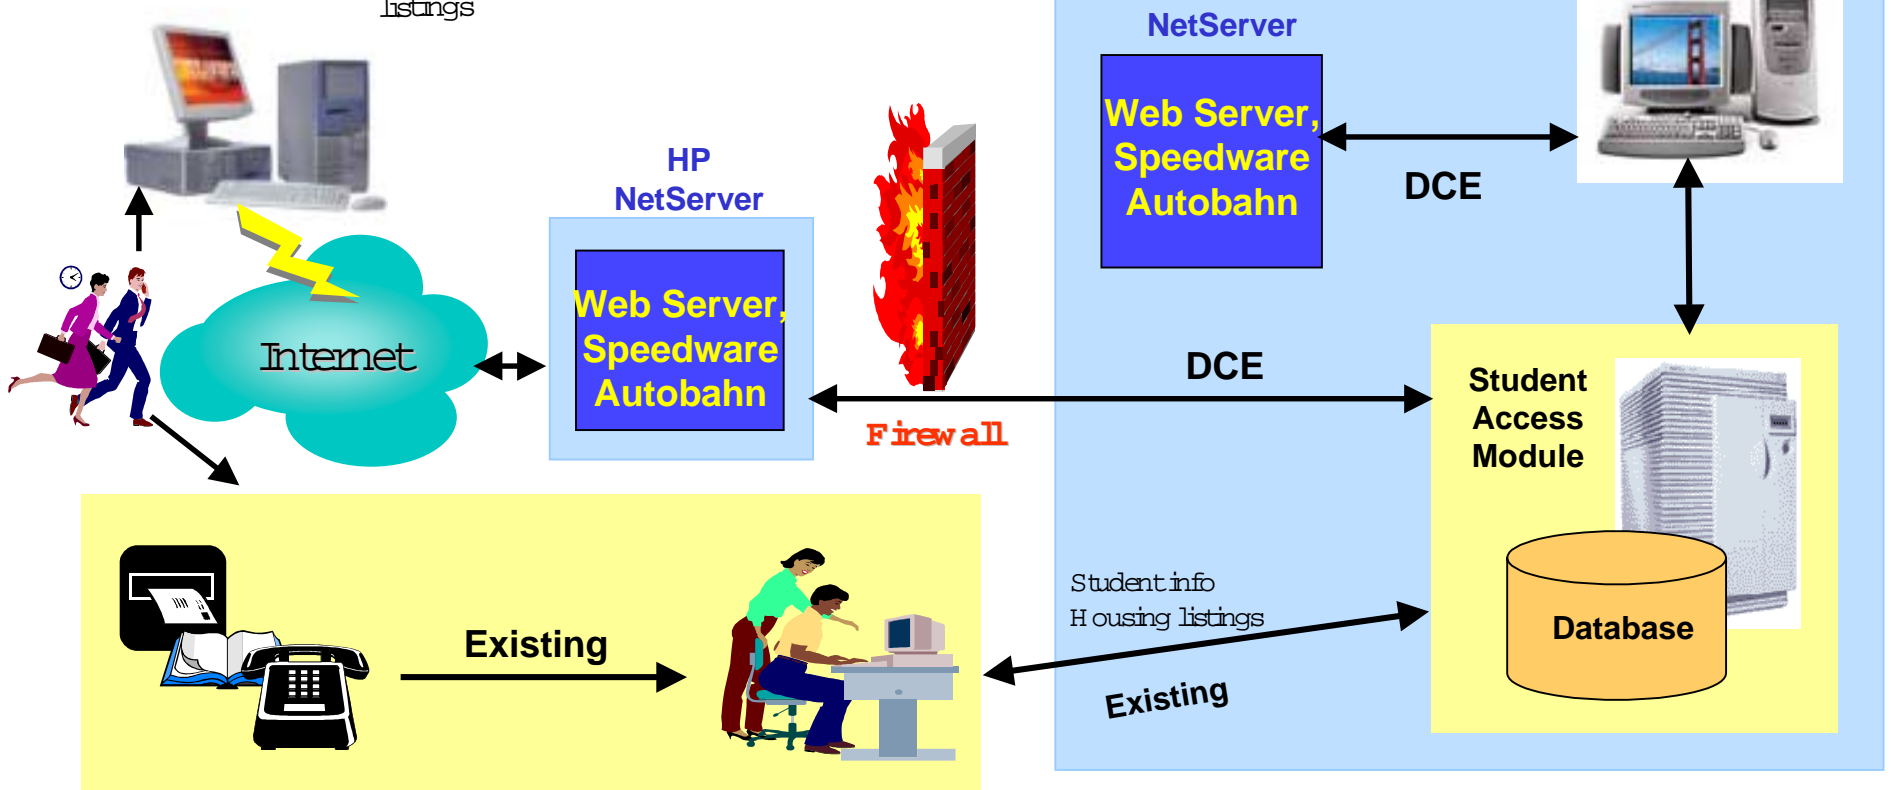 listings
NetServer
Web Server,
Speedware
Autobahn
DCE
HP
NetServer
Web Server,
Speedware
Autobahn
Internet
Firewall
DCE
Student
Access
Module
Database
Student info
Housing listings
Existing
Existing